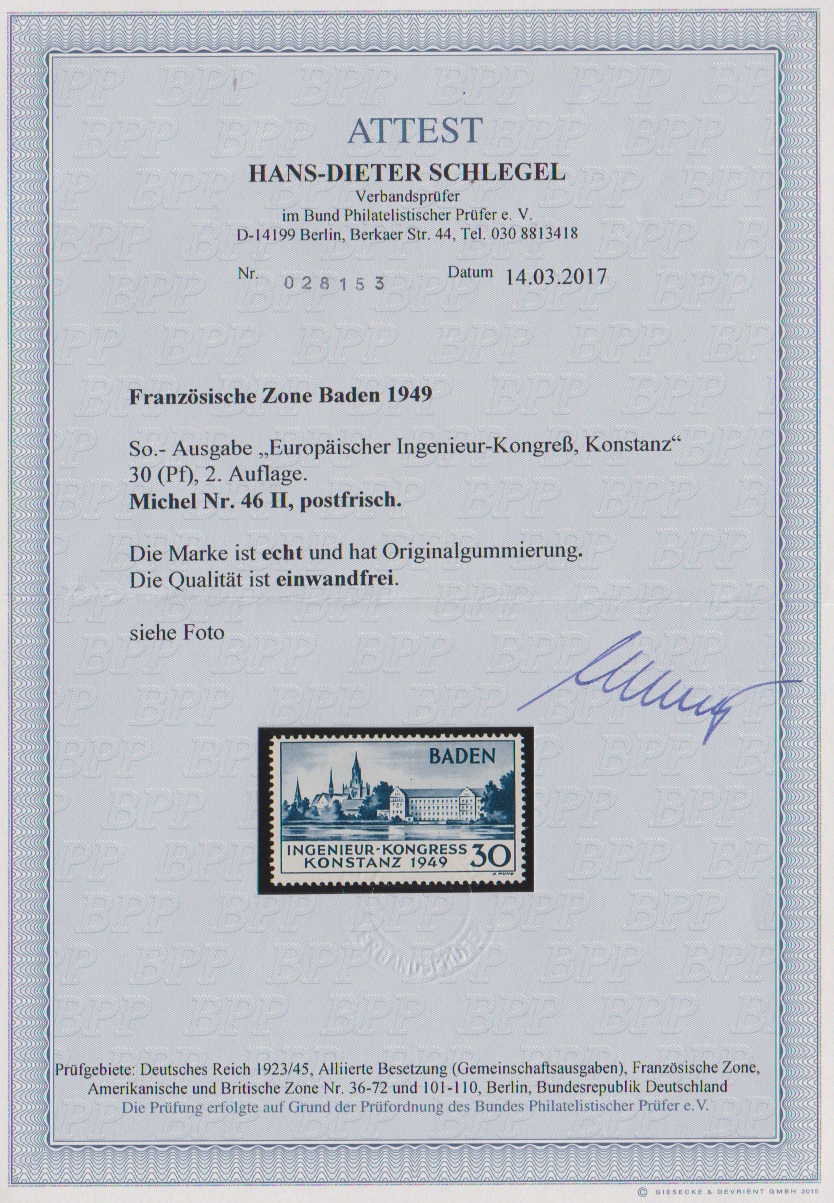 ATTEST
HANS-DIETER SCHLEGEL
Verbandsprüfer
im Bund Philatelistischer Prüfer e. V.
D-14199 Berlin, Berkaer Str. 44, Tel. 030 8813418
Nr. 028153 Datum 14.03.2017
Französische Zone Baden 1949
So.- Ausgabe „Europäischer Ingenieur-Kongreß, Konstanz“
30 (Pf), 2. Auflage.
Michel Nr. 46 II, postfrisch.
Die Marke ist echt und hat Originalgummierung.
Die Qualität ist einwandfrei.
siehe Foto
BADEN
INGENIEUR-KONGRESS
KONSTANZ 1949 30
VERBANDSPRÜFER
Prüfgebiete: Deutsches Reich 1923/45, Alliierte Besetzung (Gemeinschaftsausgaben), Französische Zone,
Amerikanische und Britische Zone Nr. 36-72 und 101-110, Berlin, Bundesrepublik Deutschland
Die Prüfung erfolgte auf Grund der Prüfordnung des Bundes Philatelistischer Prüfer e.V.
© GIESECKE & DEVRIENT GMBH 2015